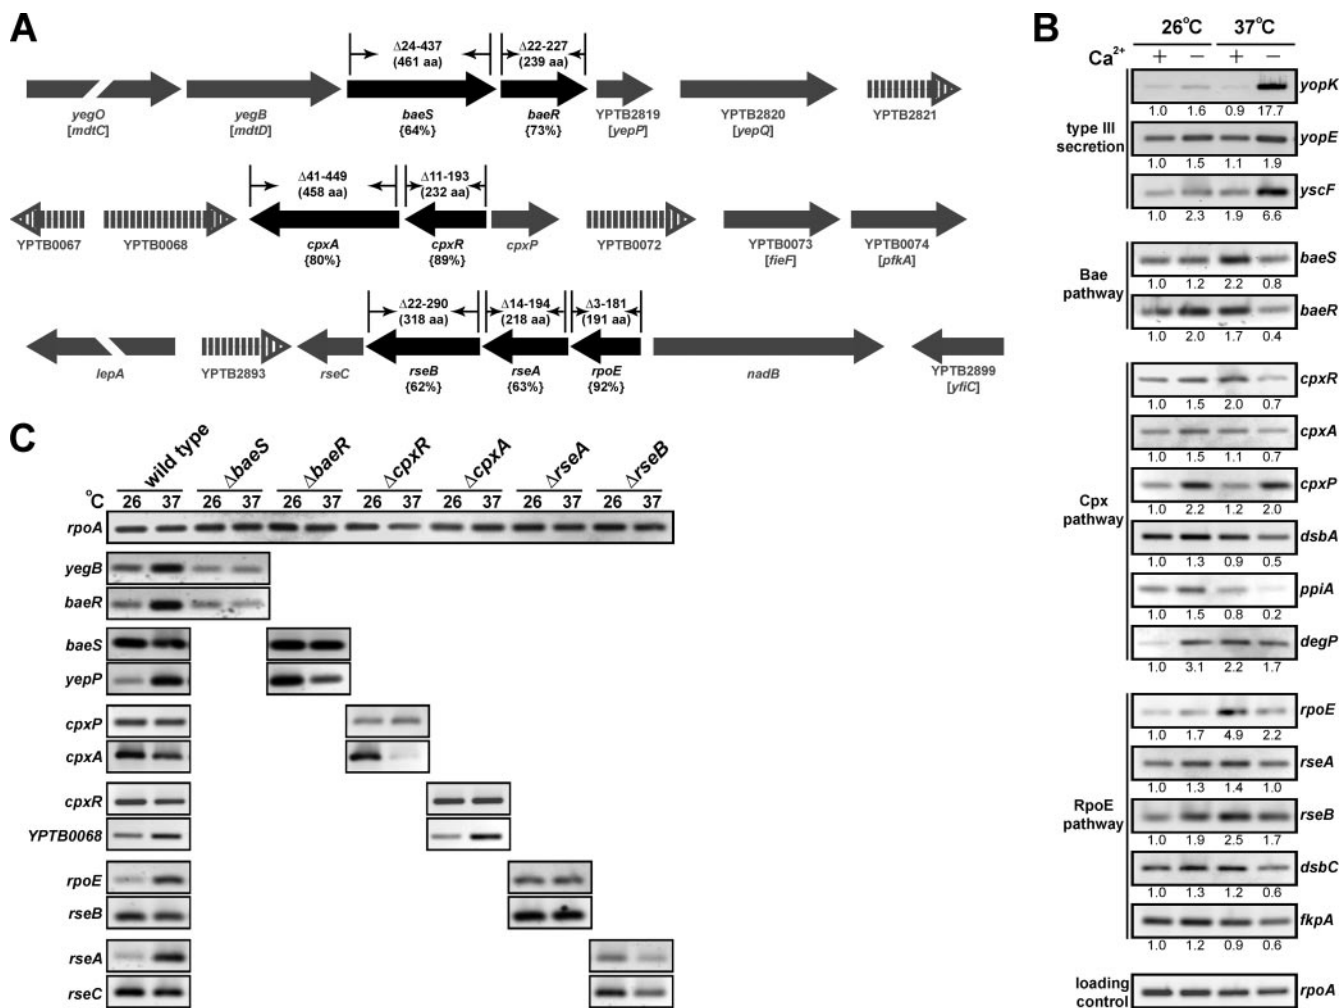 A
Δ24-437
(461 aa)
Δ22-227
(239 aa)
yegO
[mdtC]
yegB
[mdtD]
baeS
{64%}
baeR
{73%}
YPTB2819
[yepP]
YPTB2820
[yepQ]
YPTB2821
Δ41-449
(458 aa)
Δ11-193
(232 aa)
YPTB0067
YPTB0068
cpxA
{80%}
cpxR
{89%}
cpxP
YPTB0072
YPTB0073
[fieF]
YPTB0074
[pfkA]
Δ22-290
(318 aa)
Δ14-194
(218 aa)
Δ3-181
(191 aa)
lepA
YPTB2893
rseC
rseB
{62%}
rseA
{63%}
rpoE
{92%}
nadB
YPTB2899
[yfiC]
B
26°C 37°C
Ca2+ + − + −
type III secretion
yopK
1.0 1.6 0.9 17.7
yopE
1.0 1.5 1.1 1.9
yscF
1.0 2.3 1.9 6.6
Bae pathway
baeS
1.0 1.2 2.2 0.8
baeR
1.0 2.0 1.7 0.4
Cpx pathway
cpxR
1.0 1.5 2.0 0.7
cpxA
1.0 1.5 1.1 0.7
cpxP
1.0 2.2 1.2 2.0
dsbA
1.0 1.3 0.9 0.5
ppiA
1.0 1.5 0.8 0.2
degP
1.0 3.1 2.2 1.7
RpoE pathway
rpoE
1.0 1.7 4.9 2.2
rseA
1.0 1.3 1.4 1.0
rseB
1.0 1.9 2.5 1.7
dsbC
1.0 1.3 1.2 0.6
fkpA
1.0 1.2 0.9 0.6
loading control
rpoA
C
wild type ΔbaeS ΔbaeR ΔcpxR ΔcpxA ΔrseA ΔrseB
°C 26 37 26 37 26 37 26 37 26 37 26 37 26 37
rpoA
yegB
baeR
baeS
yepP
cpxP
cpxA
cpxR
YPTB0068
rpoE
rseB
rseA
rseC